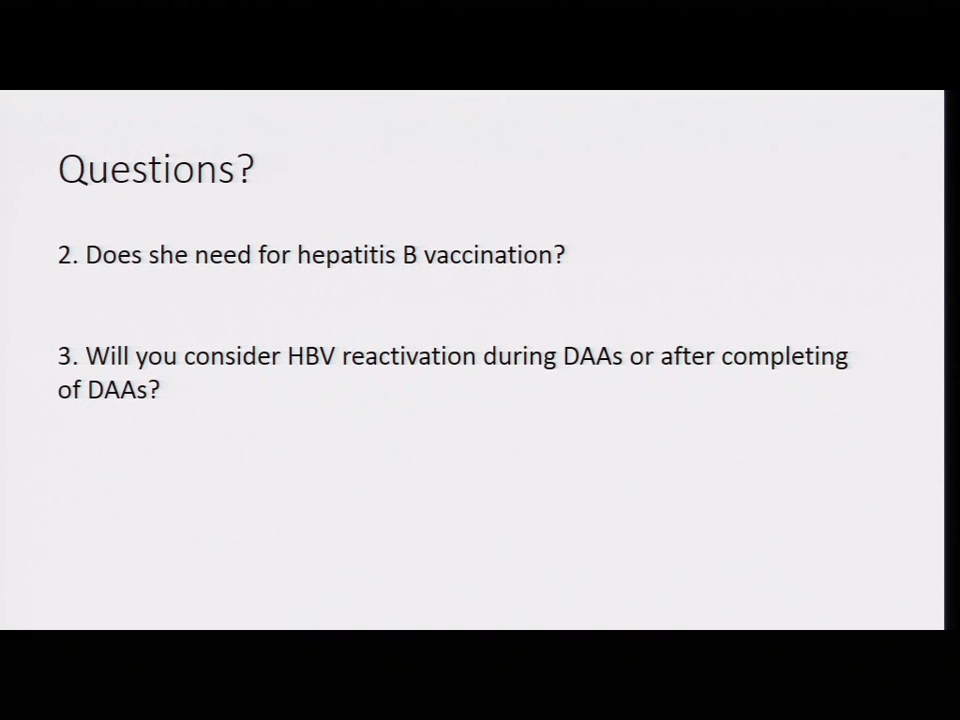 Questions?
2. Does she need for hepatitis B vaccination?
3. Will you consider HBV reactivation during DAAs or after completing
of DAAs?